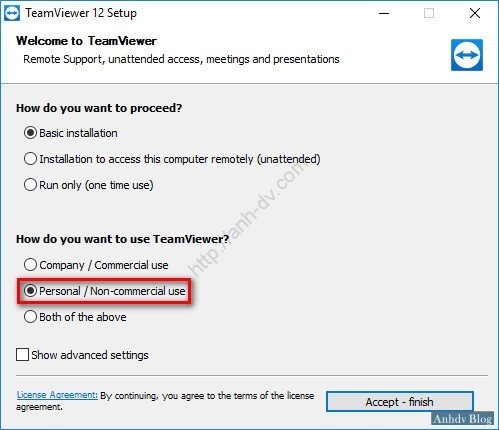 TeamViewer 12 Setup
Welcome to TeamViewer
Remote Support, unattended access, meetings and presentations
How do you want to proceed?
Basic installation
Installation to access this computer remotely (unattended)
Run only (one time use)
How do you want to use TeamViewer?
Company / Commercial use
Personal / Non-commercial use
Both of the above
Show advanced settings
License Agreement: By continuing, you agree to the terms of the license
agreement.
Accept - finish
http://anh-dv.com
Anhdv Blog